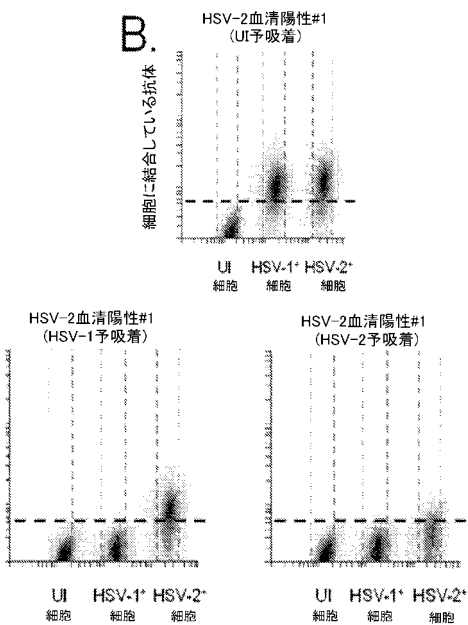 B.
HSV-2血清陽性#1
(UI予吸着)
細胞に結合している抗体
UI HSV-1+ HSV-2+
細胞 細胞 細胞
HSV-2血清陽性#1
(HSV-1予吸着)
UI HSV-1+ HSV-2+
細胞 細胞 細胞
HSV-2血清陽性#1
(HSV-2予吸着)
UI HSV-1+ HSV-2+
細胞 細胞 細胞